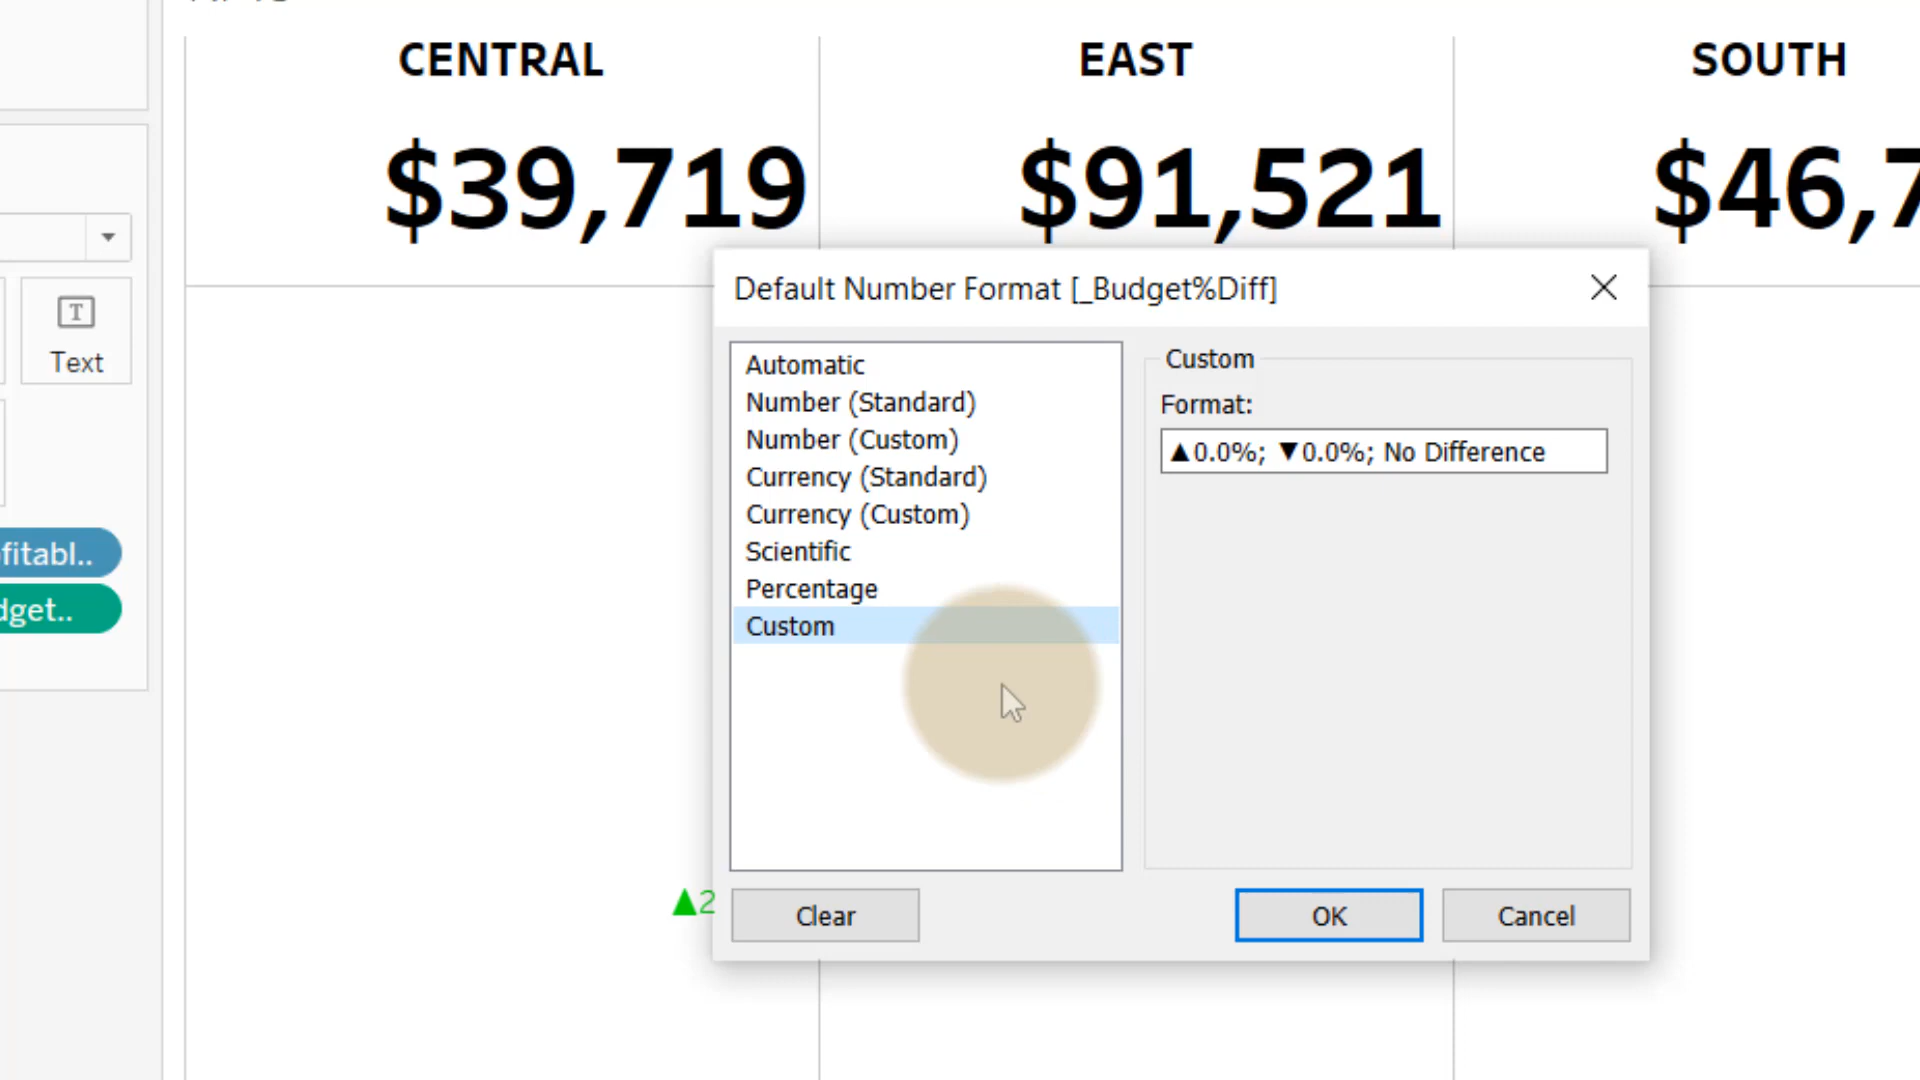 CENTRAL
EAST
SOUTH
$39,719
$91,521
$46,7
Default Number Format [_Budget%Diff]
Text
Automatic
Number (Standard)
Number (Custom)
Currency (Standard)
Currency (Custom)
Scientific
Percentage
Custom
Custom
Format:
▲0.0%; ▼0.0%; No Difference
fitabl..
dget..
▲2
Clear
OK
Cancel